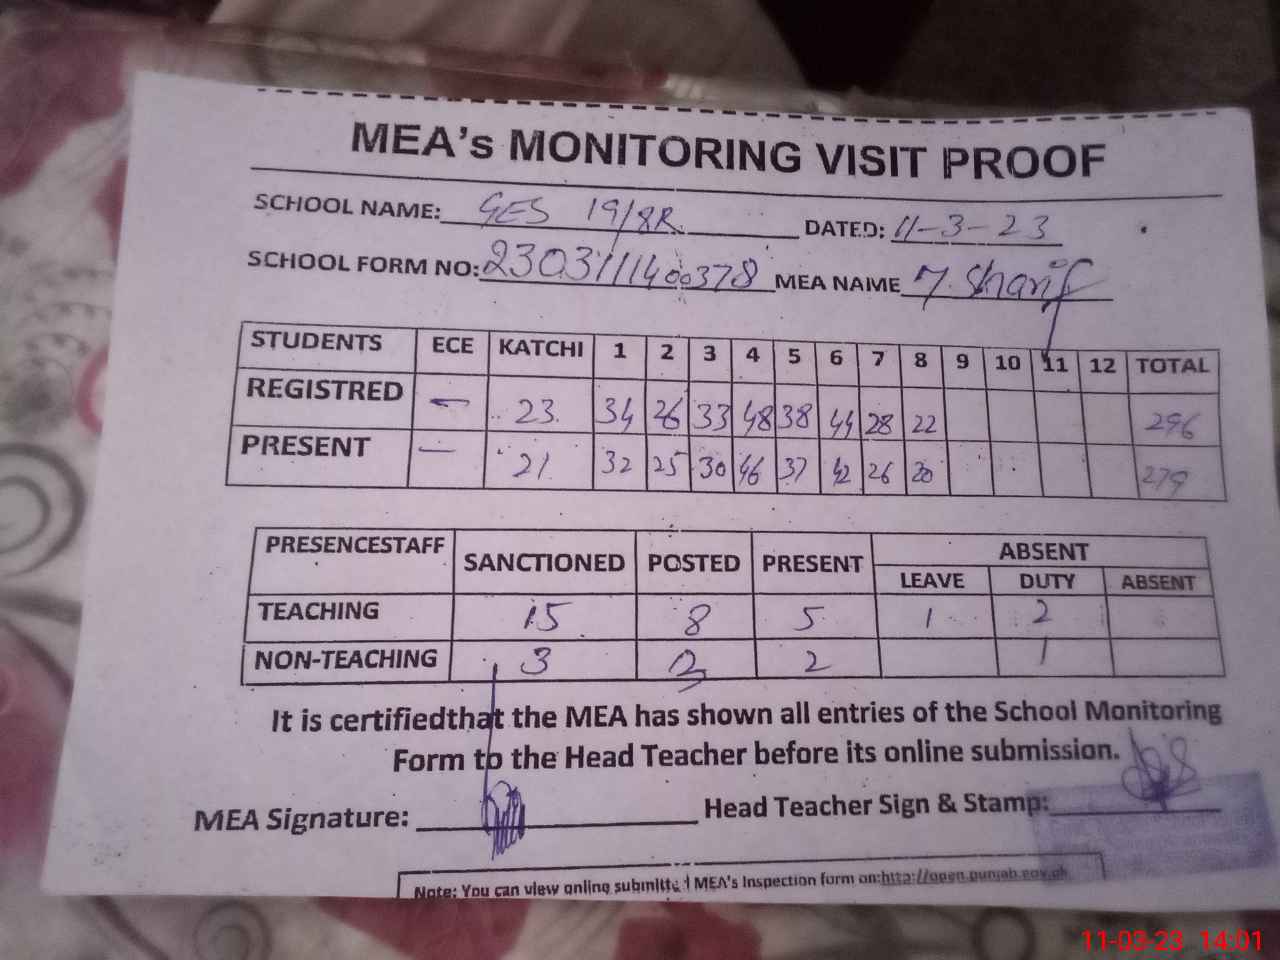 MEA's MONITORING VISIT PROOF
SCHOOL NAME: GES 19/8R DATED: 11-3-23
SCHOOL FORM NO: 2303111400378 MEA NAME M. Sharif
STUDENTS ECE KATCHI 1 2 3 4 5 6 7 8 9 10 11 12 TOTAL
REGISTRED — 23 34 26 33 48 38 44 28 22 296
PRESENT — 21 32 25 30 46 37 42 26 20 279
PRESENCESTAFF SANCTIONED POSTED PRESENT ABSENT
LEAVE DUTY ABSENT
TEACHING 15 8 5 1 2
NON-TEACHING 3 3 2 1
It is certifiedthat the MEA has shown all entries of the School Monitoring
Form to the Head Teacher before its online submission.
MEA Signature: Head Teacher Sign & Stamp:
Note: You can view online submitted MEA's Inspection form on:http://open.punjab.gov.pk
11-03-23 14:01